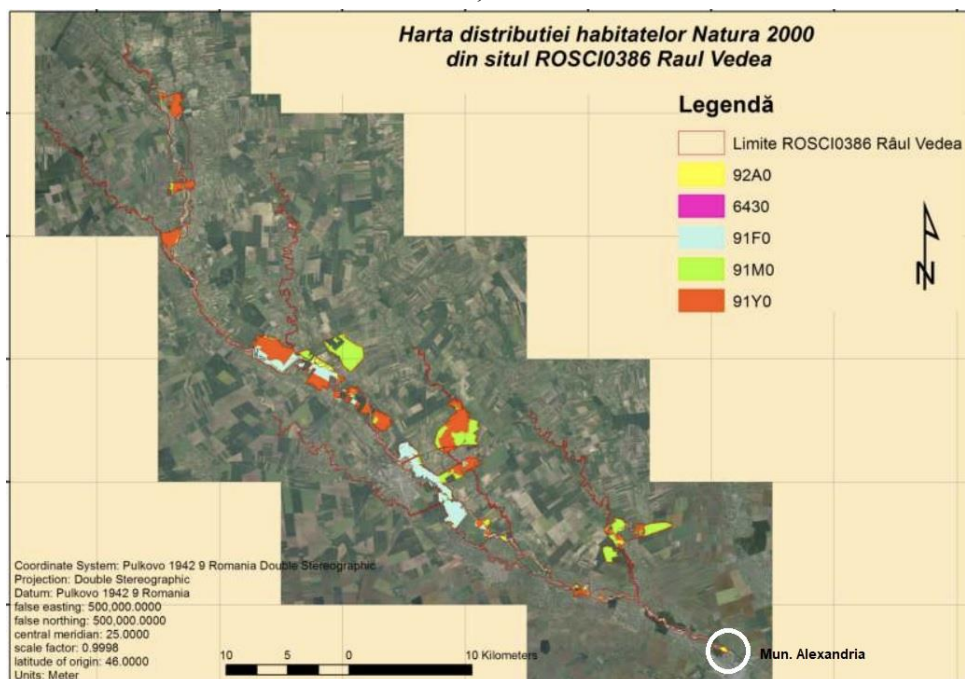 Harta distributiei habitatelor Natura 2000
din situl ROSCI0386 Raul Vedea
Legendă
Limite ROSCI0386 Râul Vedea
92A0
6430
91F0
91M0
91Y0
N
Coordinate System: Pulkovo 1942 9 Romania Double Stereographic
Projection: Double Stereographic
Datum: Pulkovo 1942 9 Romania
false easting: 500,000.0000
false northing: 500,000.0000
central meridian: 25.0000
scale factor: 0.9998
latitude of origin: 46.0000
Units: Meter
10 5 0 10 Kilometers
Mun. Alexandria